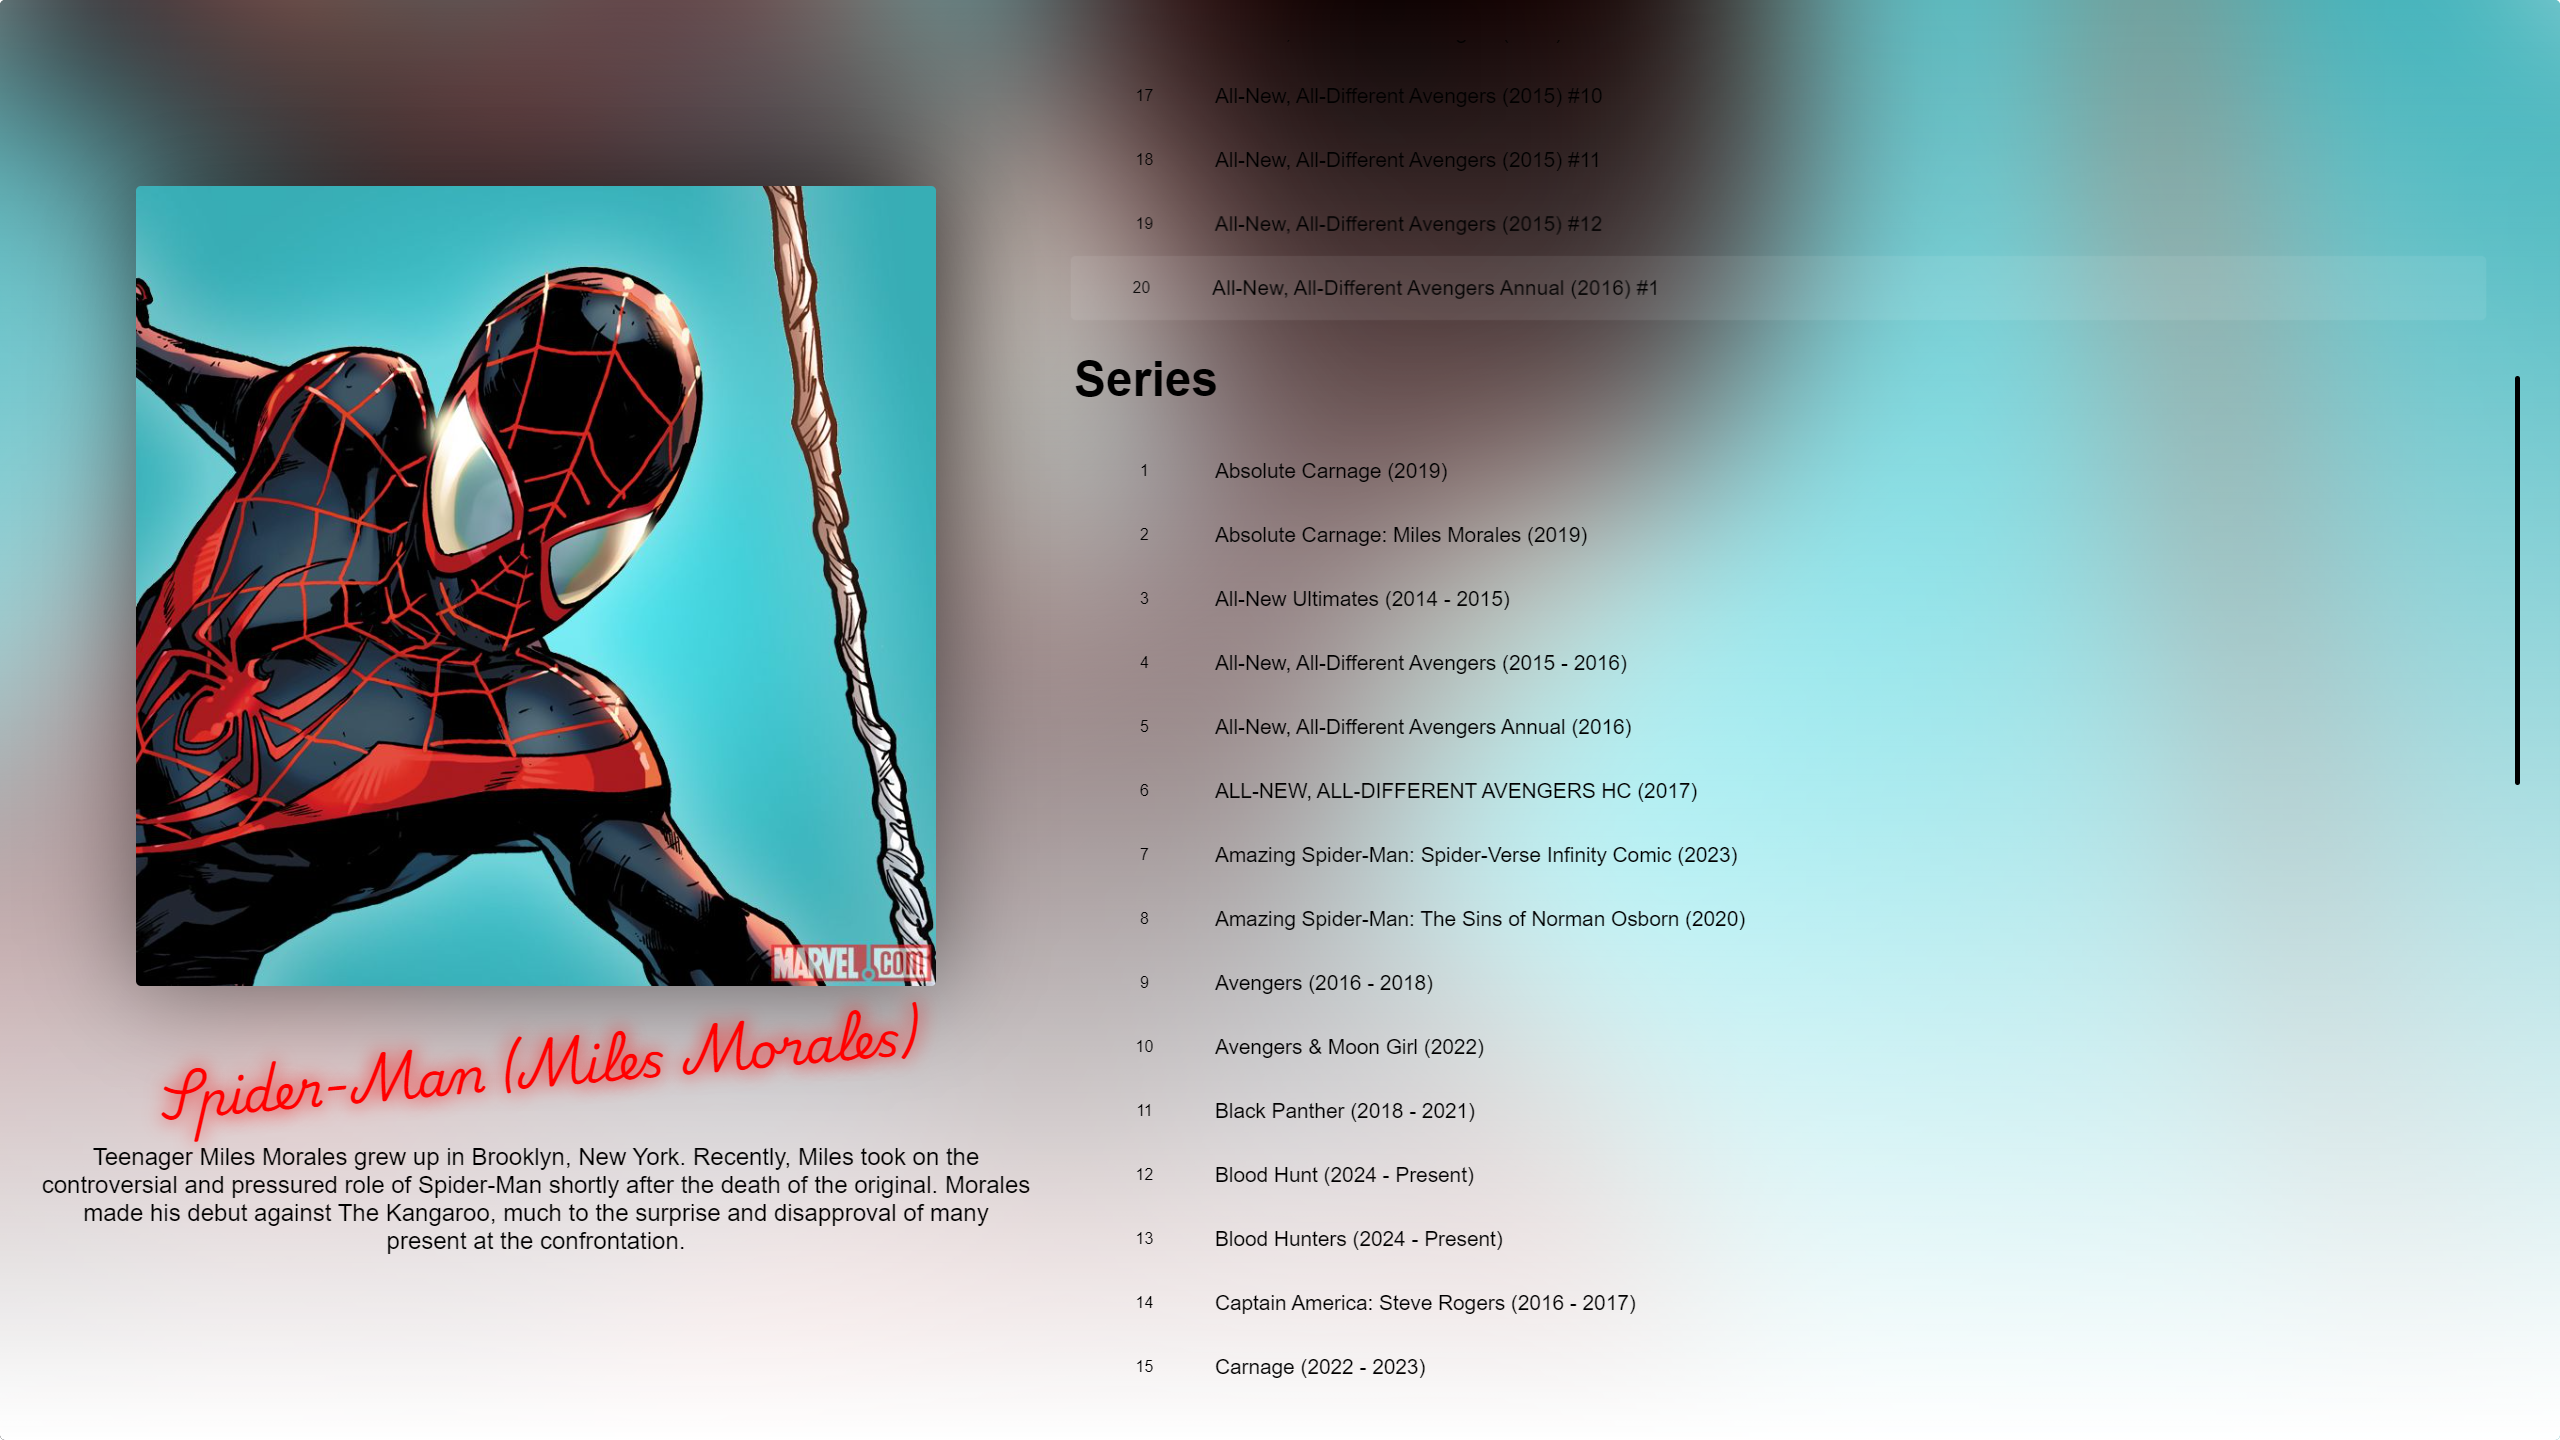 17 All-New, All-Different Avengers (2015) #10
18 All-New, All-Different Avengers (2015) #11
19 All-New, All-Different Avengers (2015) #12
20 All-New, All-Different Avengers Annual (2016) #1
Series
1 Absolute Carnage (2019)
2 Absolute Carnage: Miles Morales (2019)
3 All-New Ultimates (2014 - 2015)
4 All-New, All-Different Avengers (2015 - 2016)
5 All-New, All-Different Avengers Annual (2016)
6 ALL-NEW, ALL-DIFFERENT AVENGERS HC (2017)
7 Amazing Spider-Man: Spider-Verse Infinity Comic (2023)
8 Amazing Spider-Man: The Sins of Norman Osborn (2020)
9 Avengers (2016 - 2018)
10 Avengers & Moon Girl (2022)
11 Black Panther (2018 - 2021)
12 Blood Hunt (2024 - Present)
13 Blood Hunters (2024 - Present)
14 Captain America: Steve Rogers (2016 - 2017)
15 Carnage (2022 - 2023)
MARVEL.COM
Spider-Man (Miles Morales)
Teenager Miles Morales grew up in Brooklyn, New York. Recently, Miles took on the
controversial and pressured role of Spider-Man shortly after the death of the original. Morales
made his debut against The Kangaroo, much to the surprise and disapproval of many
present at the confrontation.